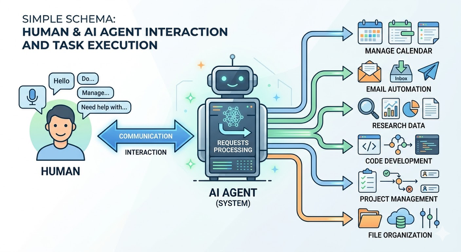 SIMPLE SCHEMA:
HUMAN & AI AGENT INTERACTION
AND TASK EXECUTION
Hello
Do...
Manage...
Need help with...
HUMAN
COMMUNICATION
INTERACTION
REQUESTS
PROCESSING
AI AGENT
(SYSTEM)
MANAGE CALENDAR
Inbox
EMAIL AUTOMATION
RESEARCH DATA
CODE DEVELOPMENT
PROJECT MANAGEMENT
FILE ORGANIZATION